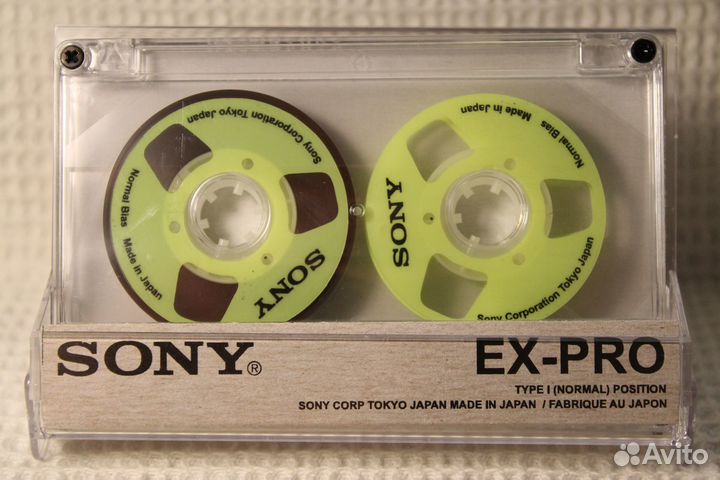 Sony Corporation Tokyo Japan
Normal Bias Made in Japan
SONY
Made in Japan
Normal Bias
SONY
Sony Corporation Tokyo Japan
SONY®
EX-PRO
TYPE I (NORMAL) POSITION
SONY CORP TOKYO JAPAN MADE IN JAPAN / FABRIQUE AU JAPON
Avito